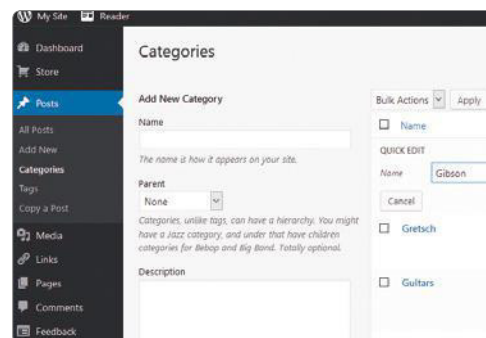 My Site Reader
Dashboard
Store
Posts
All Posts
Add New
Categories
Tags
Copy a Post
Media
Links
Pages
Comments
Feedback
Categories
Add New Category
Name
The name is how it appears on your site.
Parent
None
Categories, unlike tags, can have a hierarchy. You might
have a Jazz category, and under that have children
categories for Bebop and Big Band. Totally optional.
Description
Bulk Actions Apply
Name
QUICK EDIT
Name Gibson
Cancel
Gretsch
Guitars